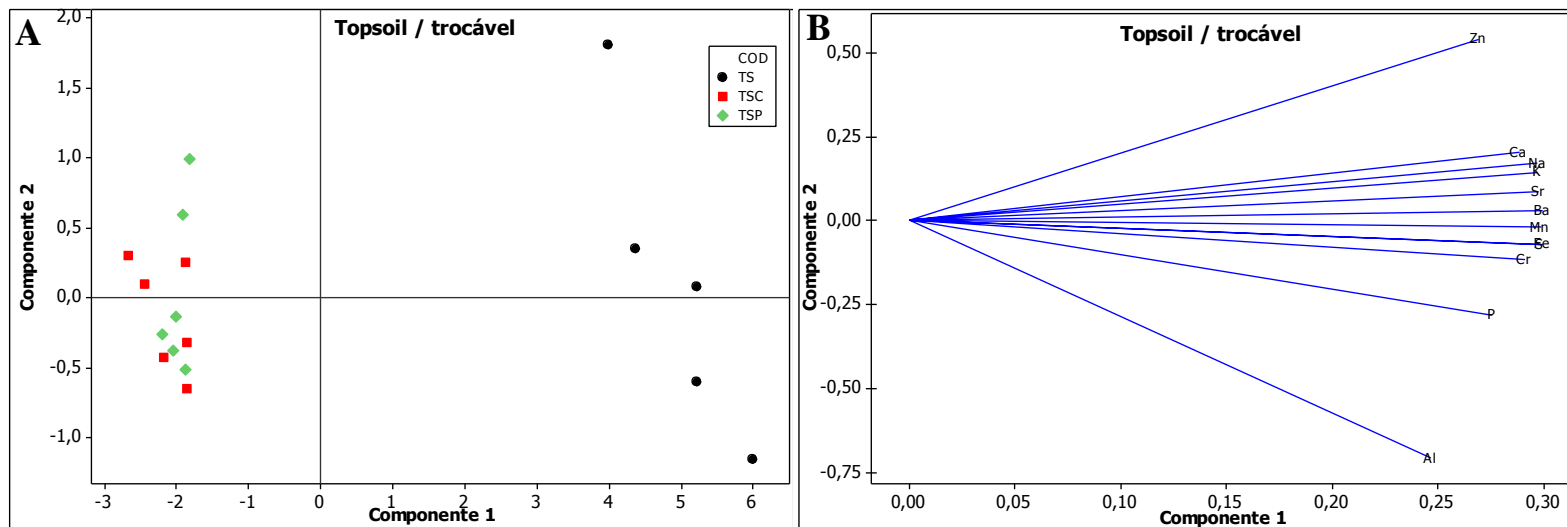 A
Topsoil / trocável
COD
TS
TSC
TSP
2,0
1,5
1,0
0,5
0,0
-0,5
-1,0
Componente 2
-3
-2
-1
0
1
2
3
4
5
6
Componente 1
B
Topsoil / trocável
0,50
0,25
0,00
-0,25
-0,50
-0,75
Componente 2
Zn
Ca
Na
K
Sr
Ba
Mn
Cr
P
Al
0,00
0,05
0,10
0,15
0,20
0,25
0,30
Componente 1